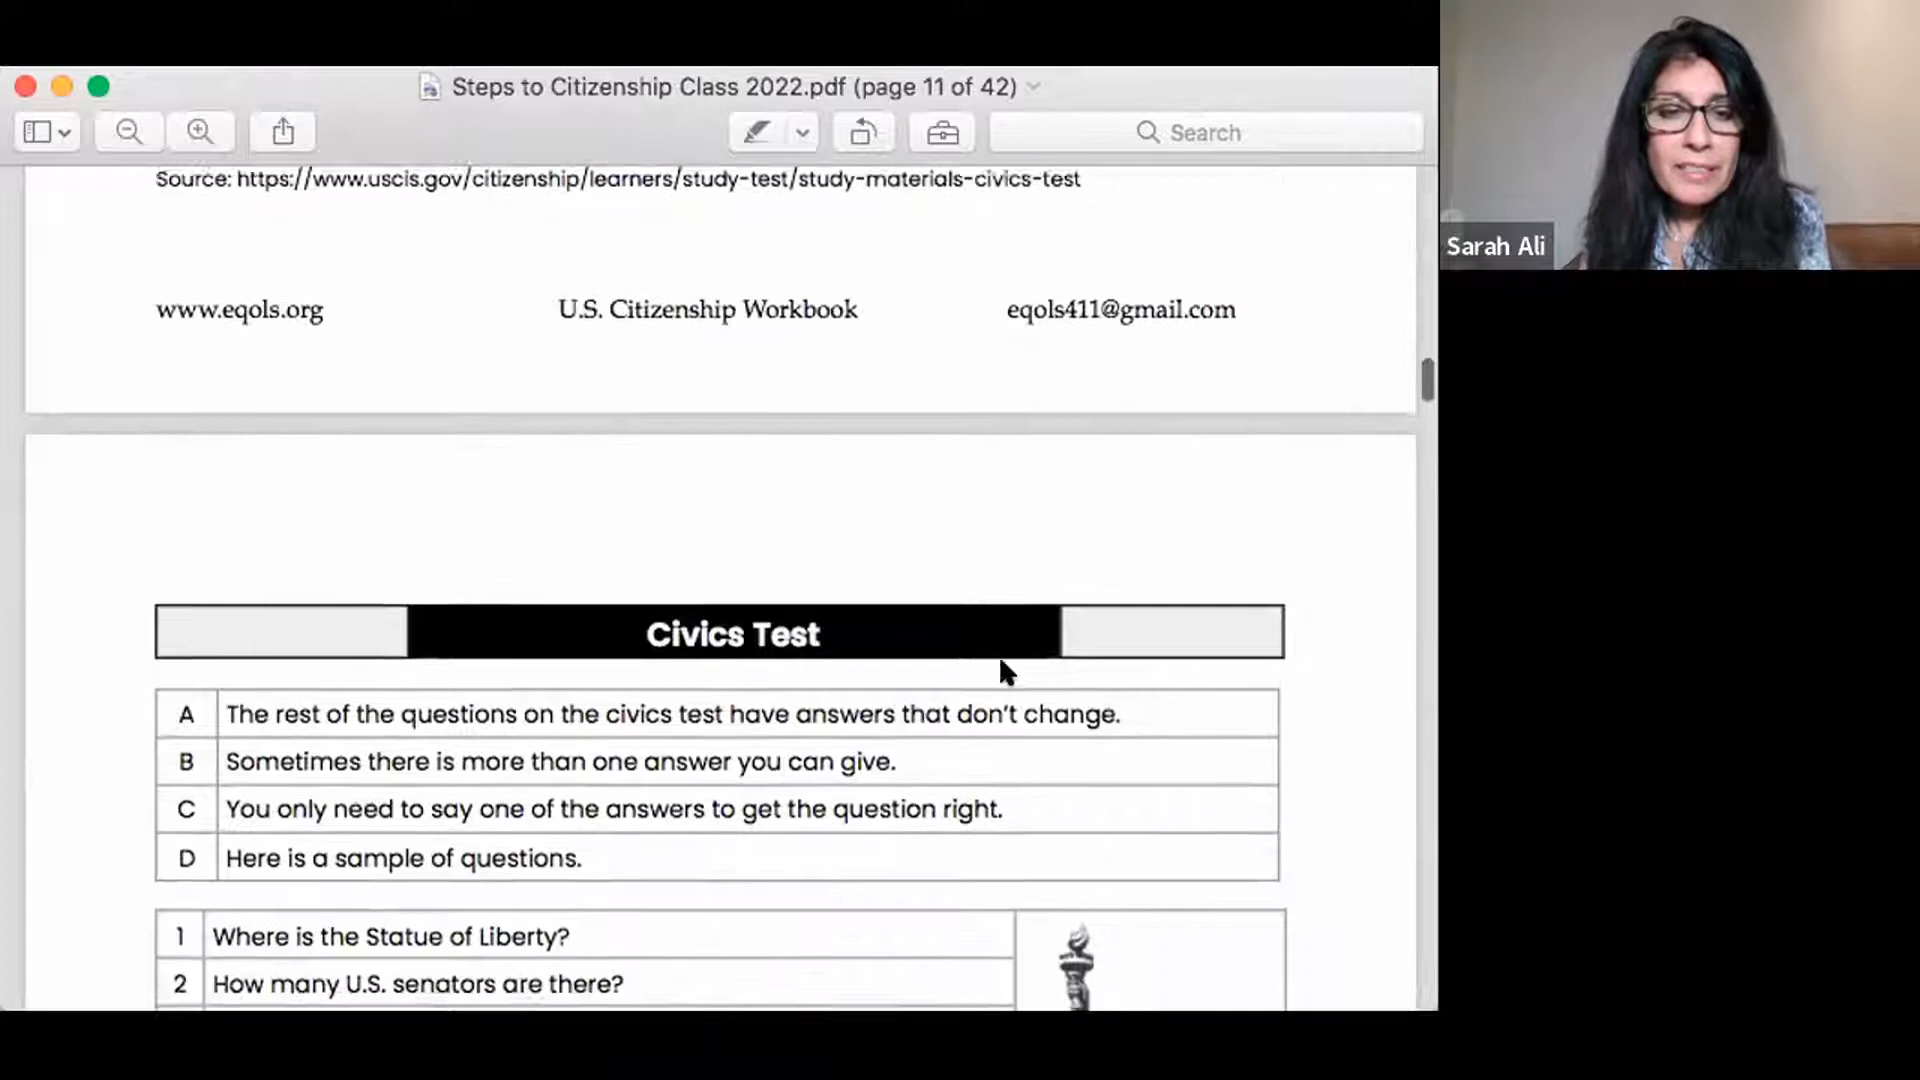 Steps to Citizenship Class 2022.pdf (page 11 of 42)
Search
Source: https://www.uscis.gov/citizenship/learners/study-test/study-materials-civics-test
www.eqols.org U.S. Citizenship Workbook eqols411@gmail.com
Sarah Ali
Civics Test
A The rest of the questions on the civics test have answers that don't change.
B Sometimes there is more than one answer you can give.
C You only need to say one of the answers to get the question right.
D Here is a sample of questions.
1 Where is the Statue of Liberty?
2 How many U.S. senators are there?